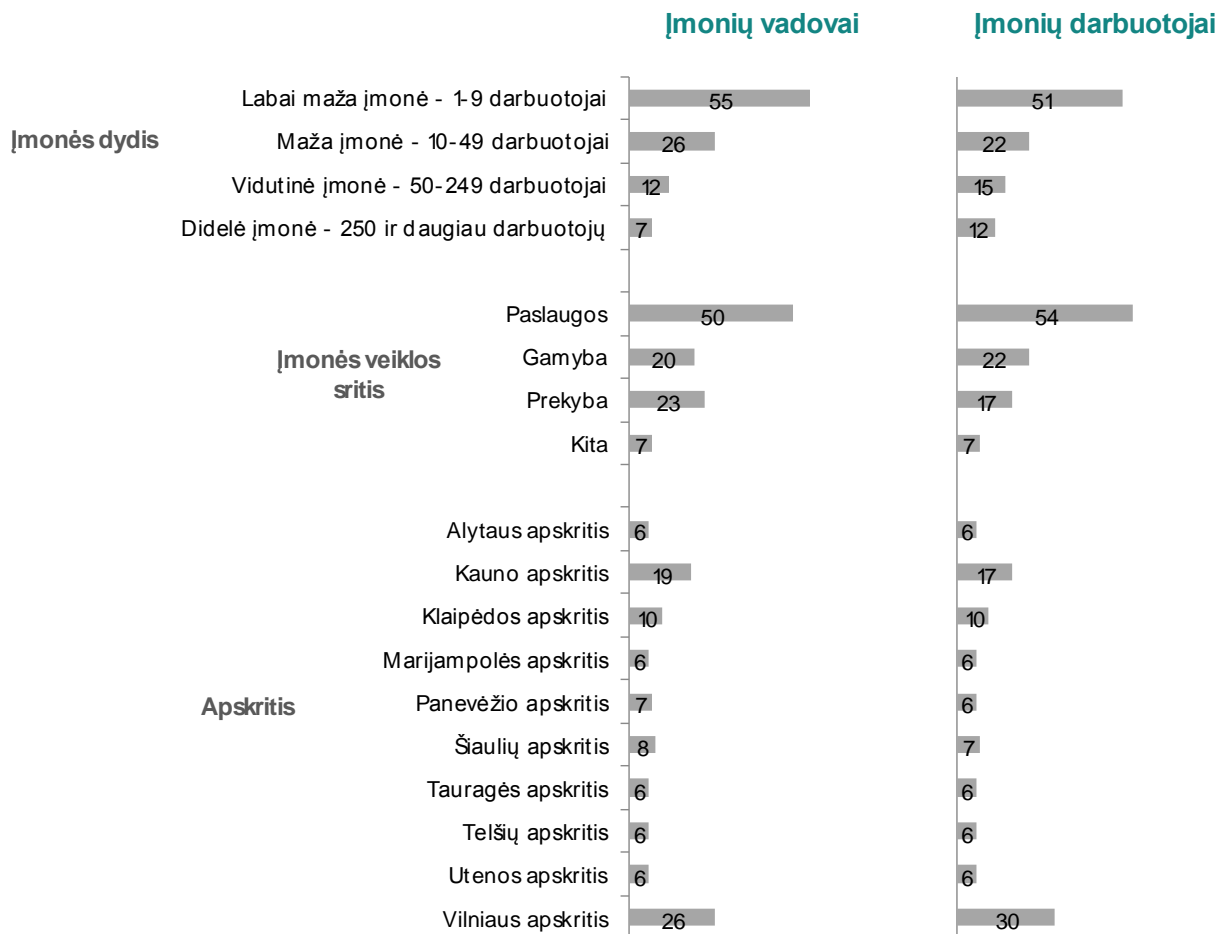 Įmonių vadovai Įmonių darbuotojai
Įmonės dydis
Labai maža įmonė - 1-9 darbuotojai 55 51
Maža įmonė - 10-49 darbuotojai 26 22
Vidutinė įmonė - 50-249 darbuotojai 12 15
Didelė įmonė - 250 ir daugiau darbuotojų 7 12
Įmonės veiklos
sritis
Paslaugos 50 54
Gamyba 20 22
Prekyba 23 17
Kita 7 7
Apskritis
Alytaus apskritis 6 6
Kauno apskritis 19 17
Klaipėdos apskritis 10 10
Marijampolės apskritis 6 6
Panevėžio apskritis 7 6
Šiaulių apskritis 8 7
Tauragės apskritis 6 6
Telšių apskritis 6 6
Utenos apskritis 6 6
Vilniaus apskritis 26 30